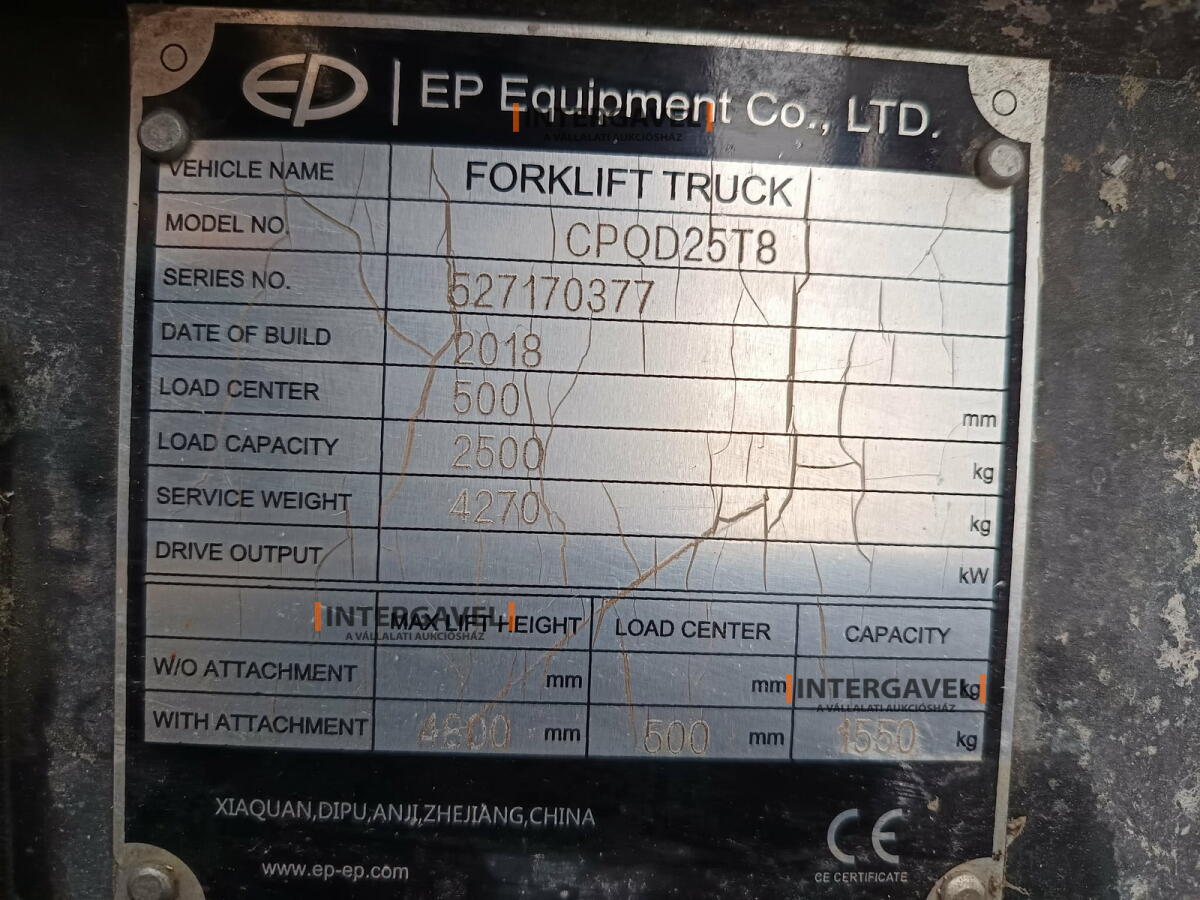 EP | EP Equipment Co., LTD.
INTERGAVEL
A VÁLLALATI AUKCIÓSHÁZ
VEHICLE NAME FORKLIFT TRUCK
MODEL NO. CPQD25T8
SERIES NO. 527170377
DATE OF BUILD 2018
LOAD CENTER 500 mm
LOAD CAPACITY 2500 kg
SERVICE WEIGHT 4270 kg
DRIVE OUTPUT kW
INTERGAVEL
A VÁLLALATI AUKCIÓSHÁZ
MAX LIFT HEIGHT LOAD CENTER CAPACITY
W/O ATTACHMENT mm mm kg
INTERGAVEL
A VÁLLALATI AUKCIÓSHÁZ
WITH ATTACHMENT mm 500 mm 1550 kg
XIAQUAN,DIPU,ANJI,ZHEJIANG,CHINA
www.ep-ep.com
CE
CE CERTIFICATE